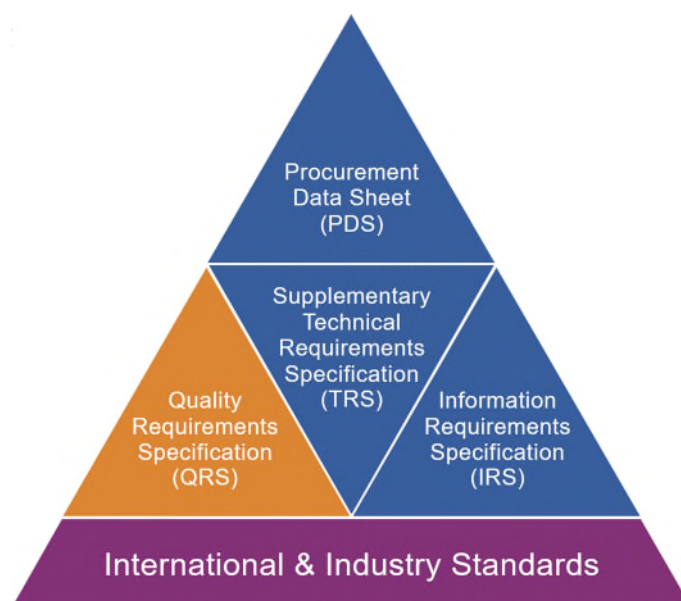 Procurement
Data Sheet
(PDS)
Supplementary
Technical
Requirements
Specification
(TRS)
Quality
Requirements
Specification
(QRS)
Information
Requirements
Specification
(IRS)
International & Industry Standards